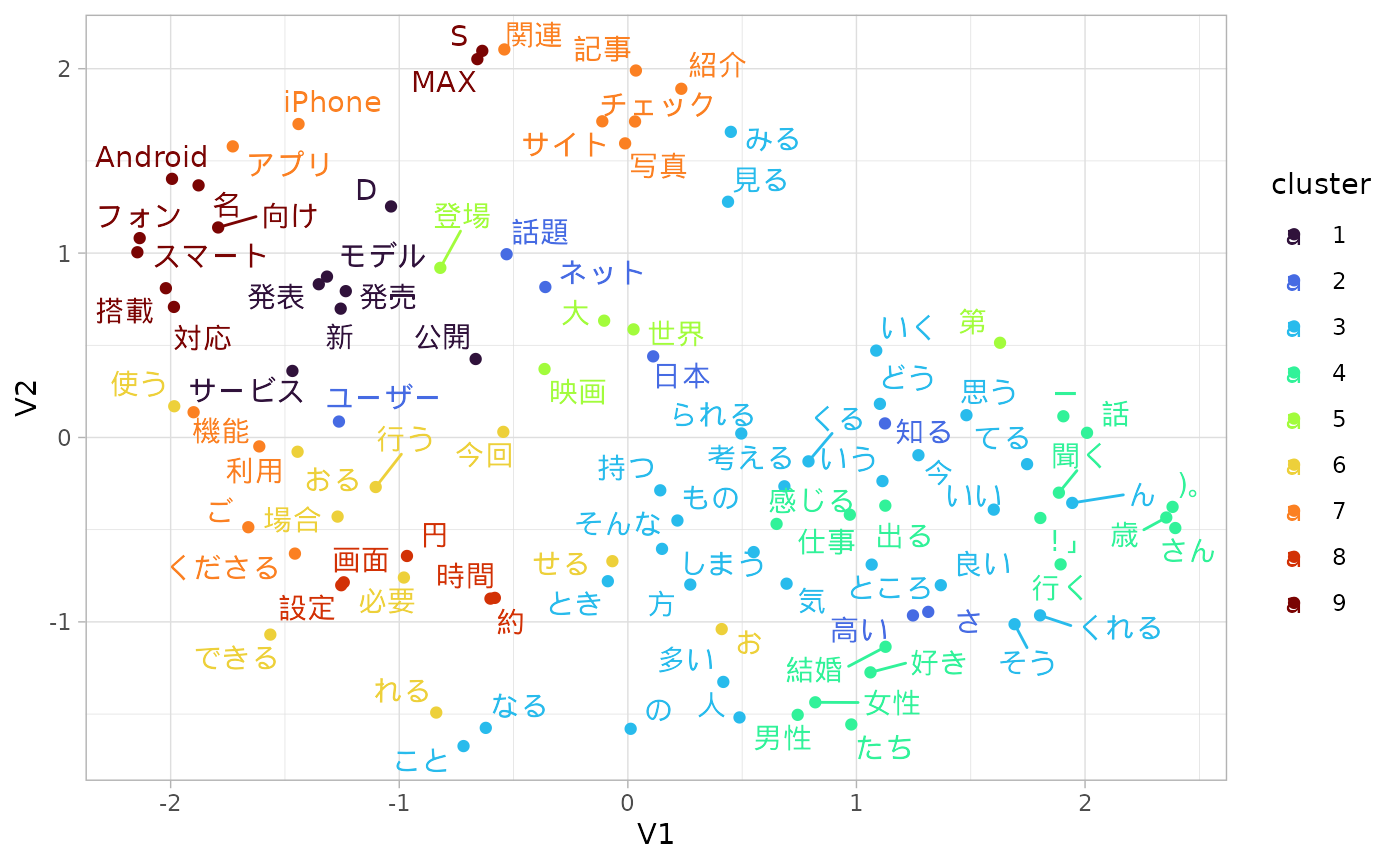 S
関連
記事
紹介
MAX
iPhone
チェック
サイト
写真
みる
Android
アプリ
見る
D
名
向け
フォン
登場
話題
スマート
モデル
ネット
発表
発売
搭載
対応
新
公開
大
世界
いく
第
使う
サービス
ユーザー
映画
日本
どう
思う
機能
行う
今回
られる
くる
知る
てる
ー
話
利用
おる
持つ
考える
いう
今
聞く
ご
場合
もの
感じる
いい
ん
)。
そんな
仕事
出る
!」
歳
さん
くださる
画面
円
時間
せる
しまう
ところ
良い
行く
設定
必要
約
とき
方
気
高い
さ
くれる
できる
お
多い
結婚
好き
そう
れる
なる
の
人
女性
こと
男性
たち
2
1
0
-1
-2
-1
0
1
2
V1
V2
cluster
a 1
a 2
a 3
a 4
a 5
a 6
a 7
a 8
a 9